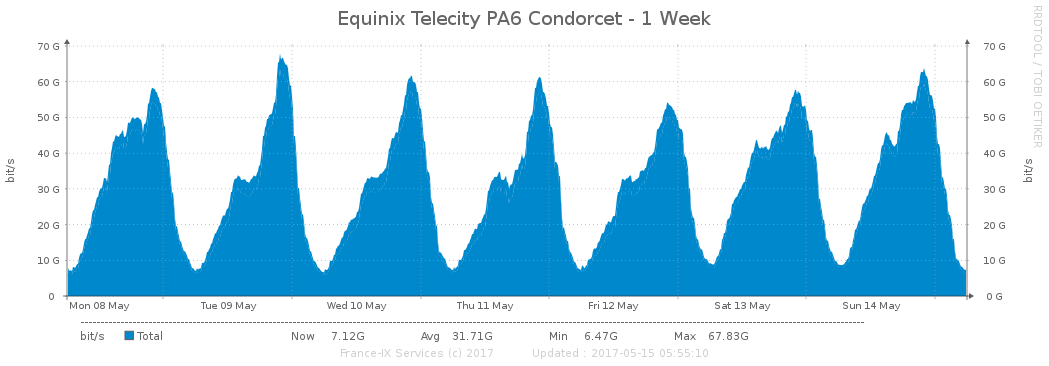 Equinix Telecity PA6 Condorcet - 1 Week
RRDTOOL / TOBI OETIKER
bit/s
70 G
60 G
50 G
40 G
30 G
20 G
10 G
0
70 G
60 G
50 G
40 G
30 G
20 G
10 G
0 G
bit/s
Mon 08 May Tue 09 May Wed 10 May Thu 11 May Fri 12 May Sat 13 May Sun 14 May
bit/s Total Now 7.12G Avg 31.71G Min 6.47G Max 67.83G
France-IX Services (c) 2017 Updated : 2017-05-15 05:55:10